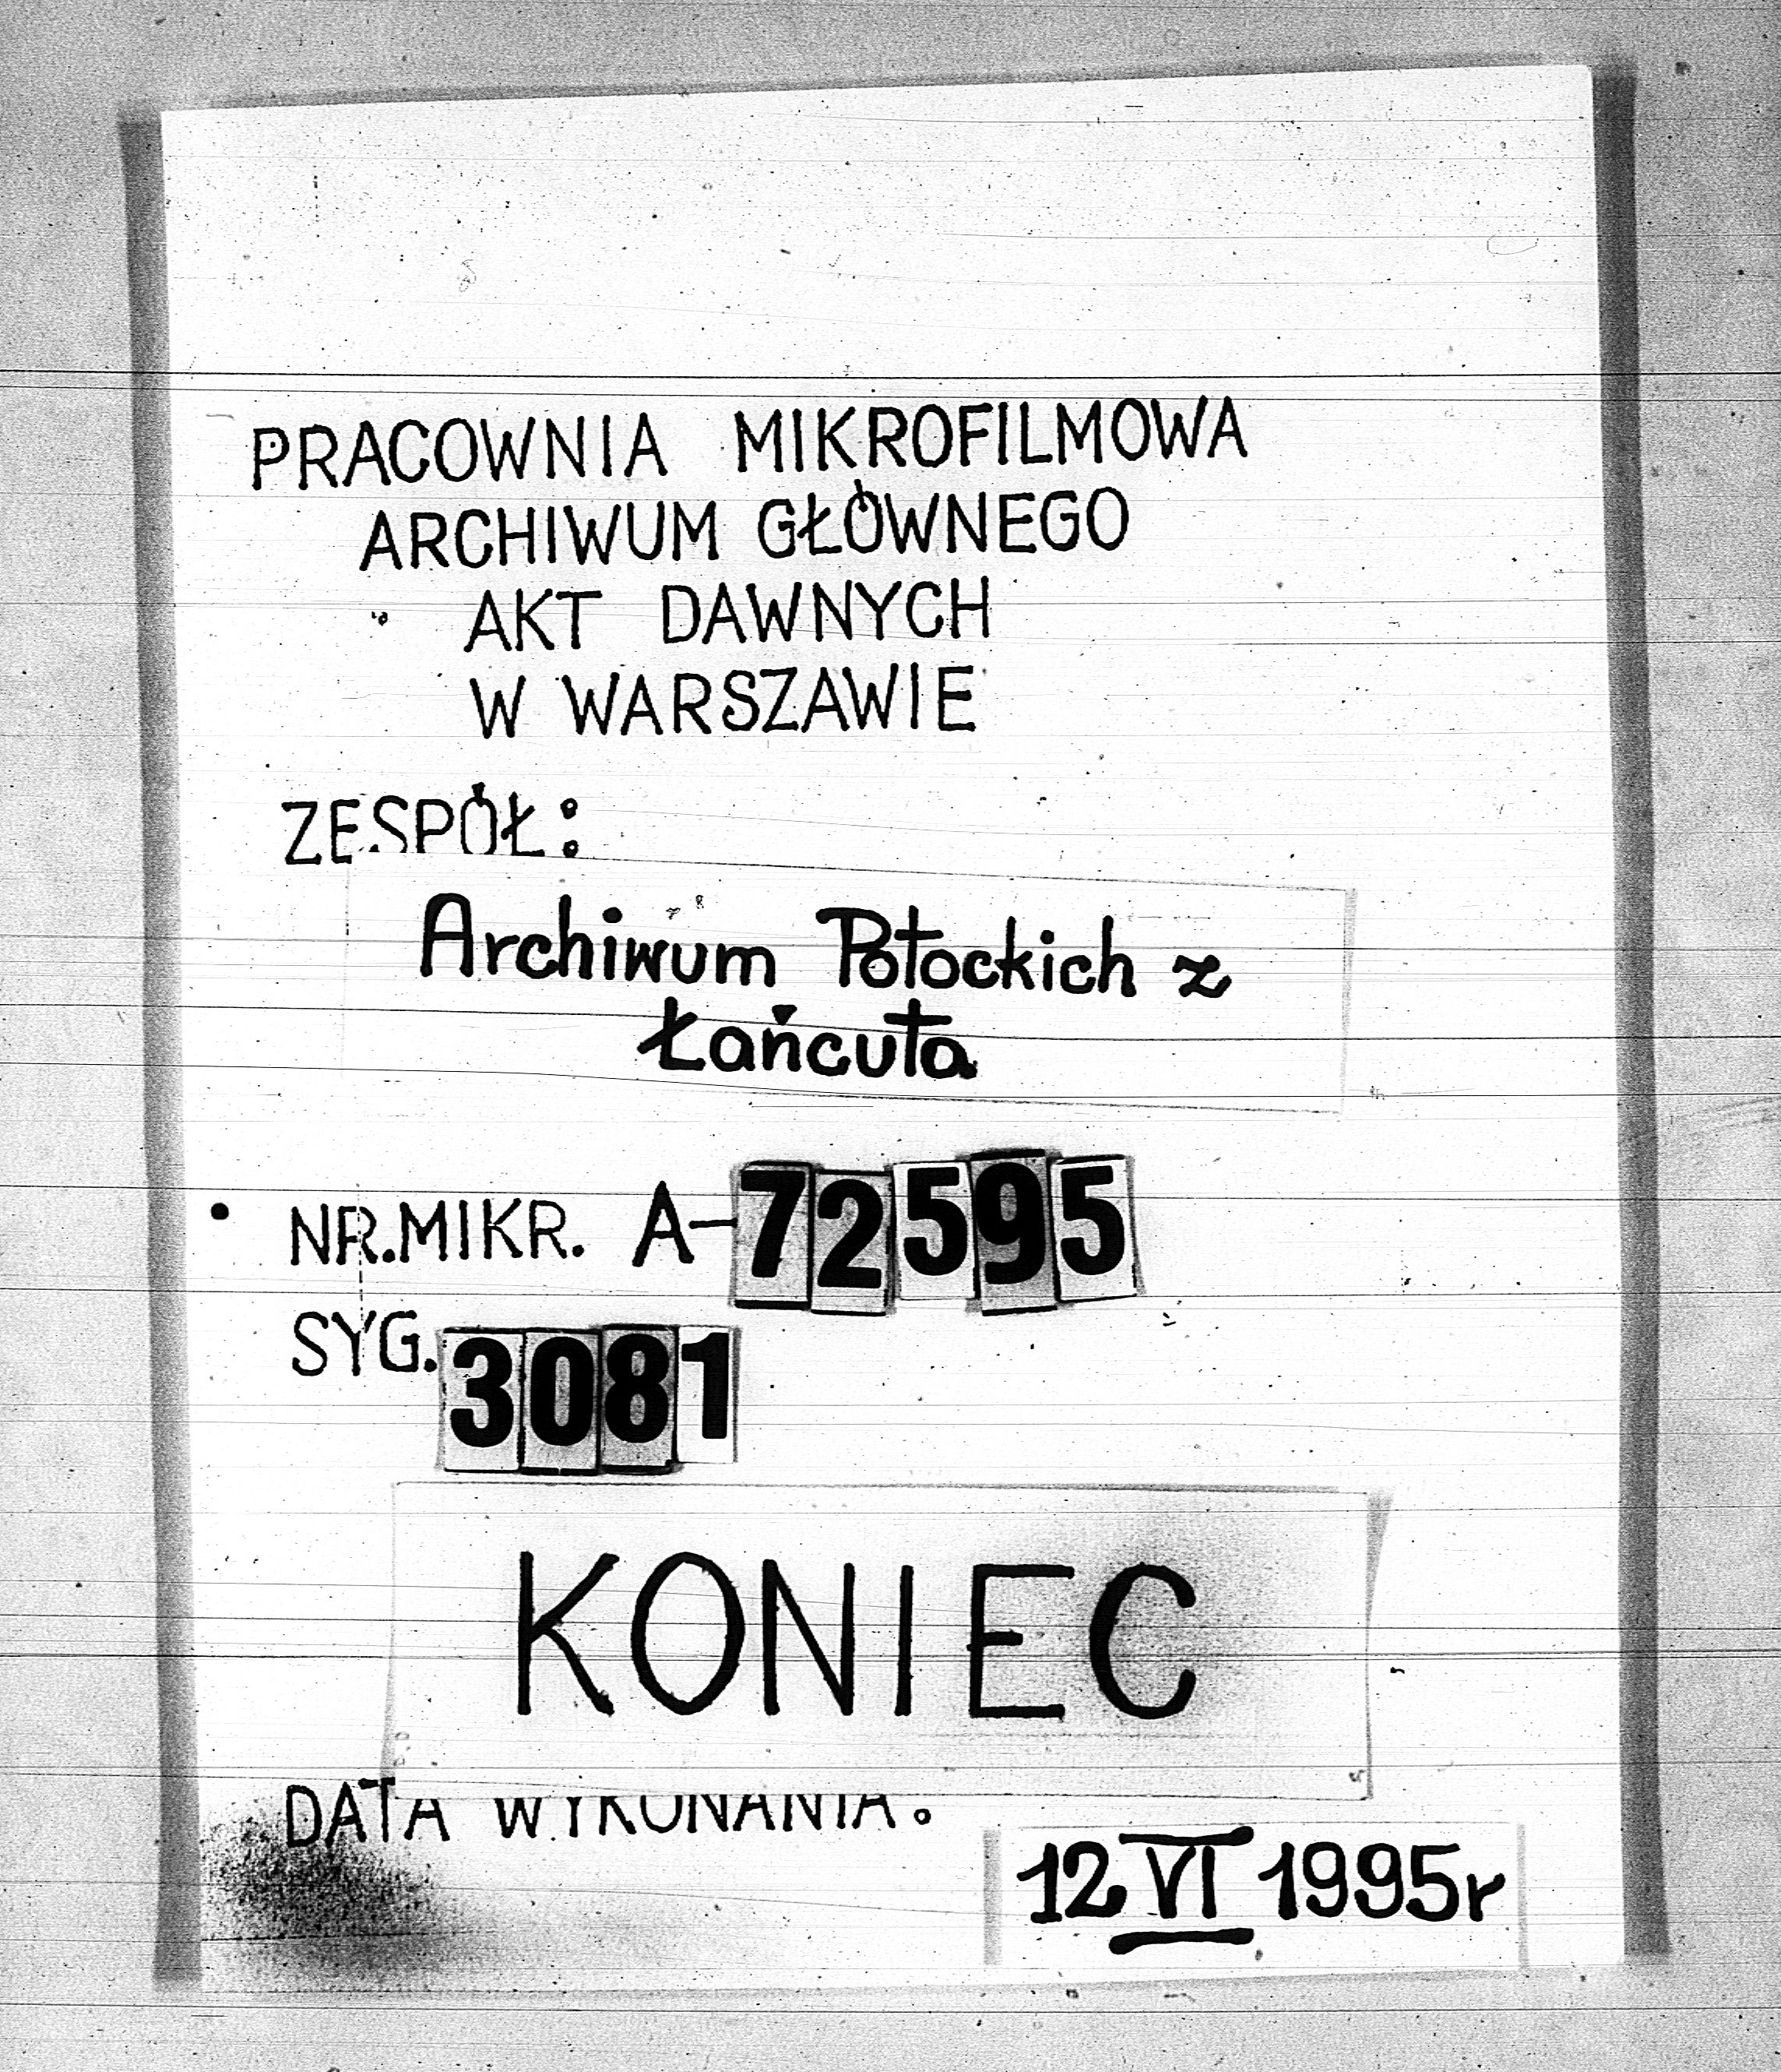 PRACOWNIA MIKROFILMOWA
ARCHIWUM GŁÓWNEGO
AKT DAWNYCH
W WARSZAWIE
ZESPÓŁ:
Archiwum Potockich z
Łańcuta
NR.MIKR. A-72595
SYG. 3081
KONIEC
DATA WYKONANIA:
12 VI 1995r